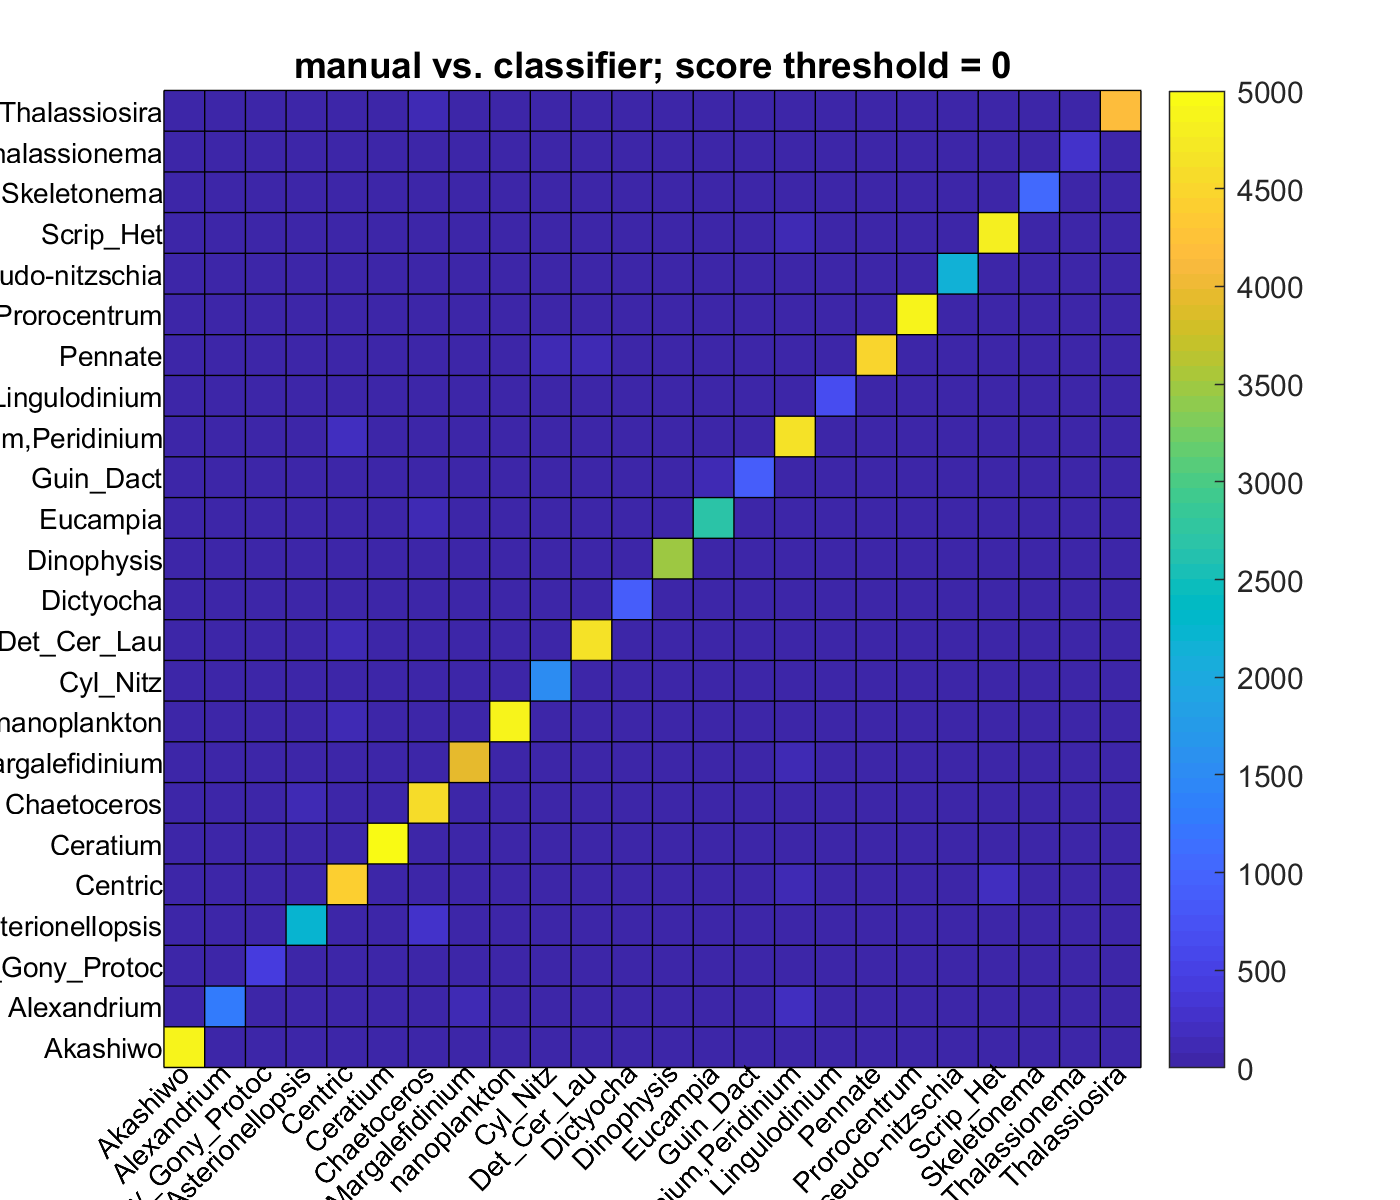 manual vs. classifier; score threshold = 0
Thalassiosira
halassionema
Skeletonema
Scrip_Het
udo-nitzschia
Prorocentrum
Pennate
Lingulodinium
m,Peridinium
Guin_Dact
Eucampia
Dinophysis
Dictyocha
Det_Cer_Lau
Cyl_Nitz
nanoplankton
argalefidinium
Chaetoceros
Ceratium
Centric
terionellopsis
_Gony_Protoc
Alexandrium
Akashiwo
5000
4500
4000
3500
3000
2500
2000
1500
1000
500
0
Akashiwo
Alexandrium
y_Gony_Protoc
Asterionellopsis
Centric
Ceratium
Chaetoceros
Margalefidinium
nanoplankton
Cyl_Nitz
Det_Cer_Lau
Dictyocha
Dinophysis
Eucampia
Guin_Dact
nium,Peridinium
Lingulodinium
Pennate
Prorocentrum
seudo-nitzschia
Scrip_Het
Skeletonema
Thalassionema
Thalassiosira